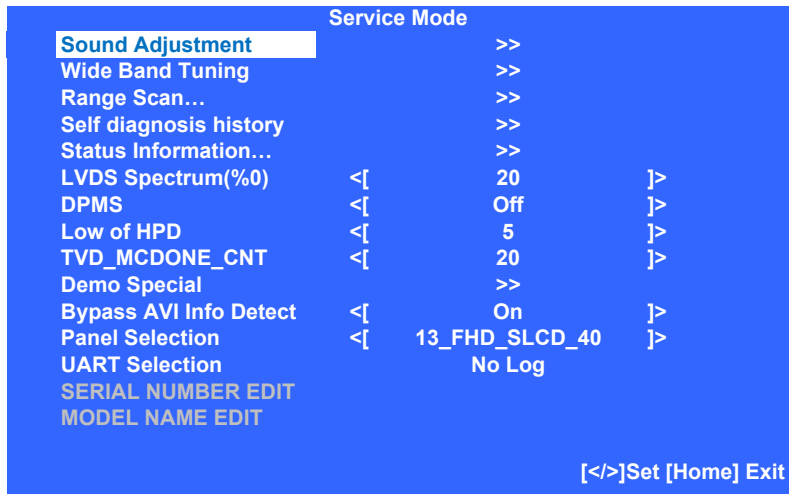 Service Mode
Sound Adjustment >>
Wide Band Tuning >>
Range Scan… >>
Self diagnosis history >>
Status Information… >>
LVDS Spectrum(%0) <[ 20 ]>
DPMS <[ Off ]>
Low of HPD <[ 5 ]>
TVD_MCDONE_CNT <[ 20 ]>
Demo Special >>
Bypass AVI Info Detect <[ On ]>
Panel Selection <[ 13_FHD_SLCD_40 ]>
UART Selection No Log
SERIAL NUMBER EDIT
MODEL NAME EDIT
[</>]Set [Home] Exit